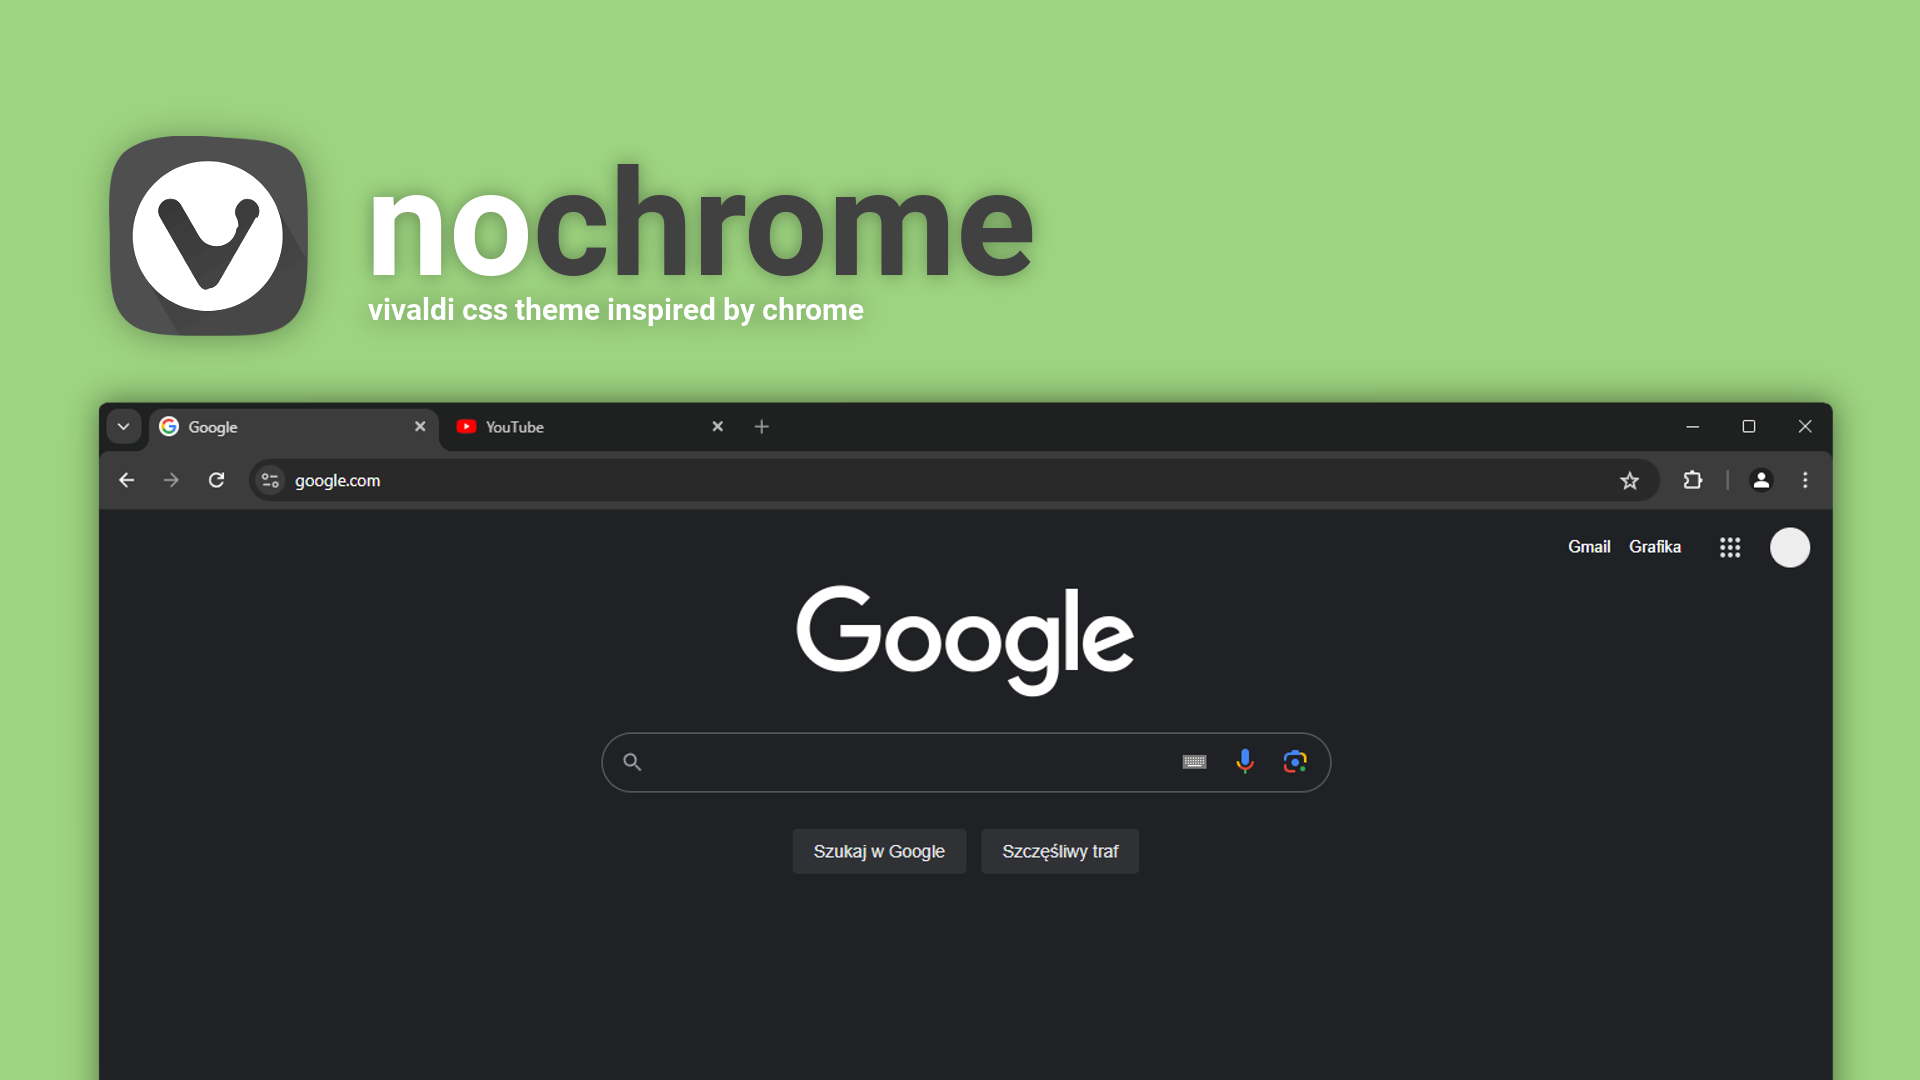 nochrome
vivaldi css theme inspired by chrome
Google
YouTube
google.com
Gmail
Grafika
Google
Szukaj w Google
Szczęśliwy traf